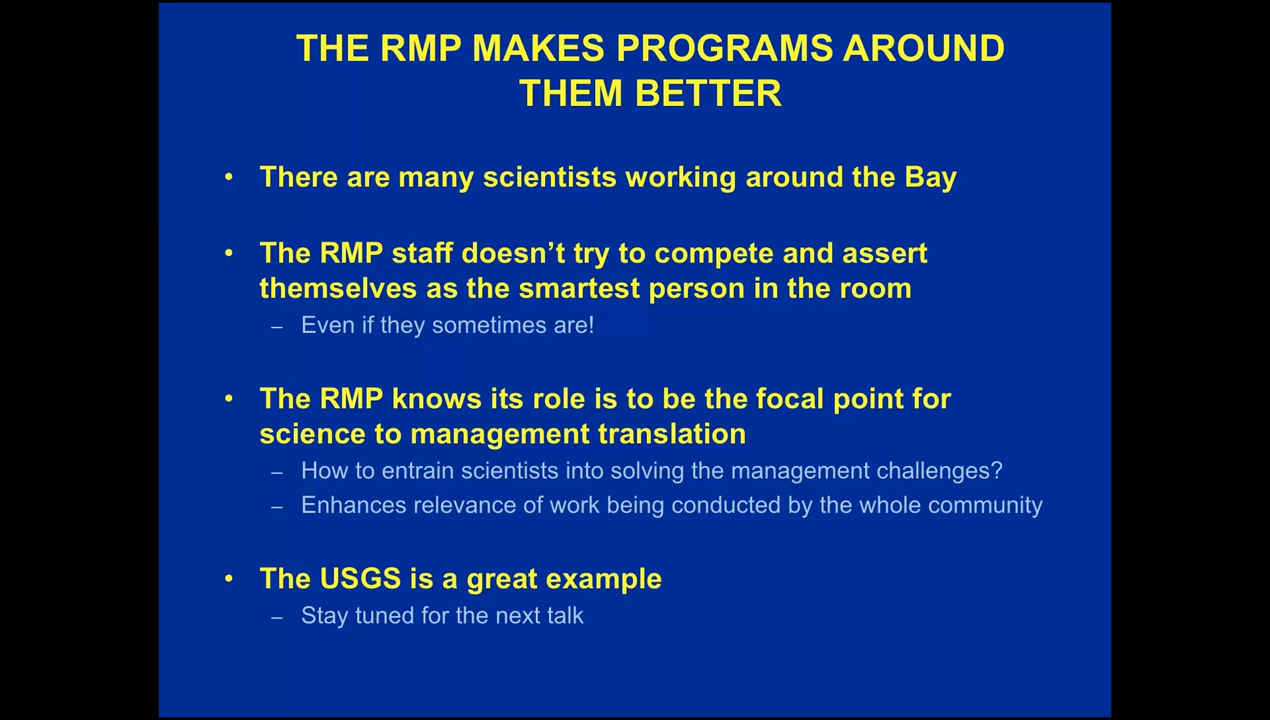 THE RMP MAKES PROGRAMS AROUND
THEM BETTER
• There are many scientists working around the Bay
• The RMP staff doesn’t try to compete and assert
themselves as the smartest person in the room
– Even if they sometimes are!
• The RMP knows its role is to be the focal point for
science to management translation
– How to entrain scientists into solving the management challenges?
– Enhances relevance of work being conducted by the whole community
• The USGS is a great example
– Stay tuned for the next talk